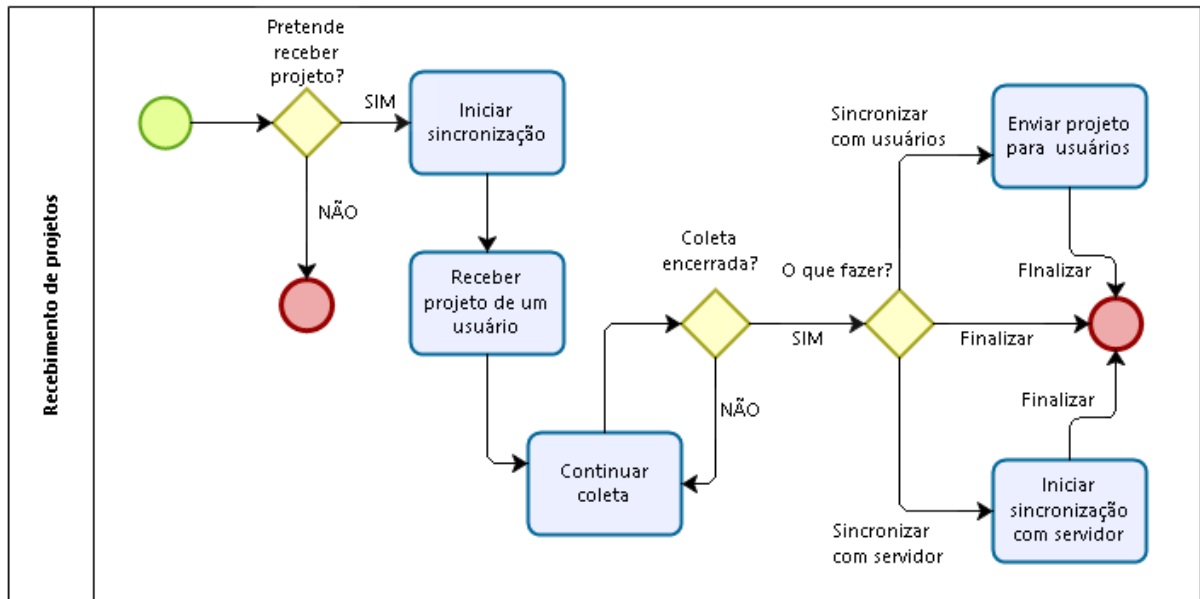 Recebimento de projetos
Pretende
receber
projeto?
SIM
NÃO
Iniciar
sincronização
Receber
projeto de um
usuário
Continuar
coleta
Coleta
encerrada?
NÃO
SIM
O que fazer?
Sincronizar
com usuários
Enviar projeto
para usuários
FInalizar
Finalizar
Sincronizar
com servidor
Iniciar
sincronização
com servidor
Finalizar